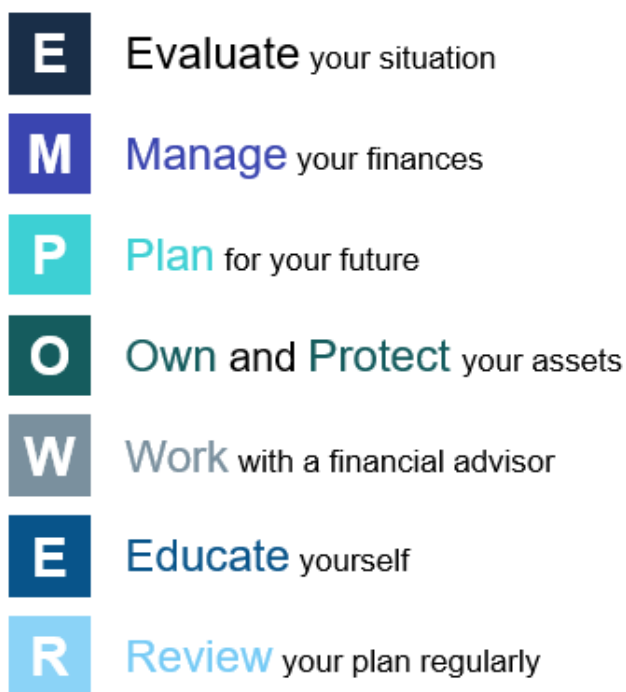 E Evaluate your situation
M Manage your finances
P Plan for your future
O Own and Protect your assets
W Work with a financial advisor
E Educate yourself
R Review your plan regularly